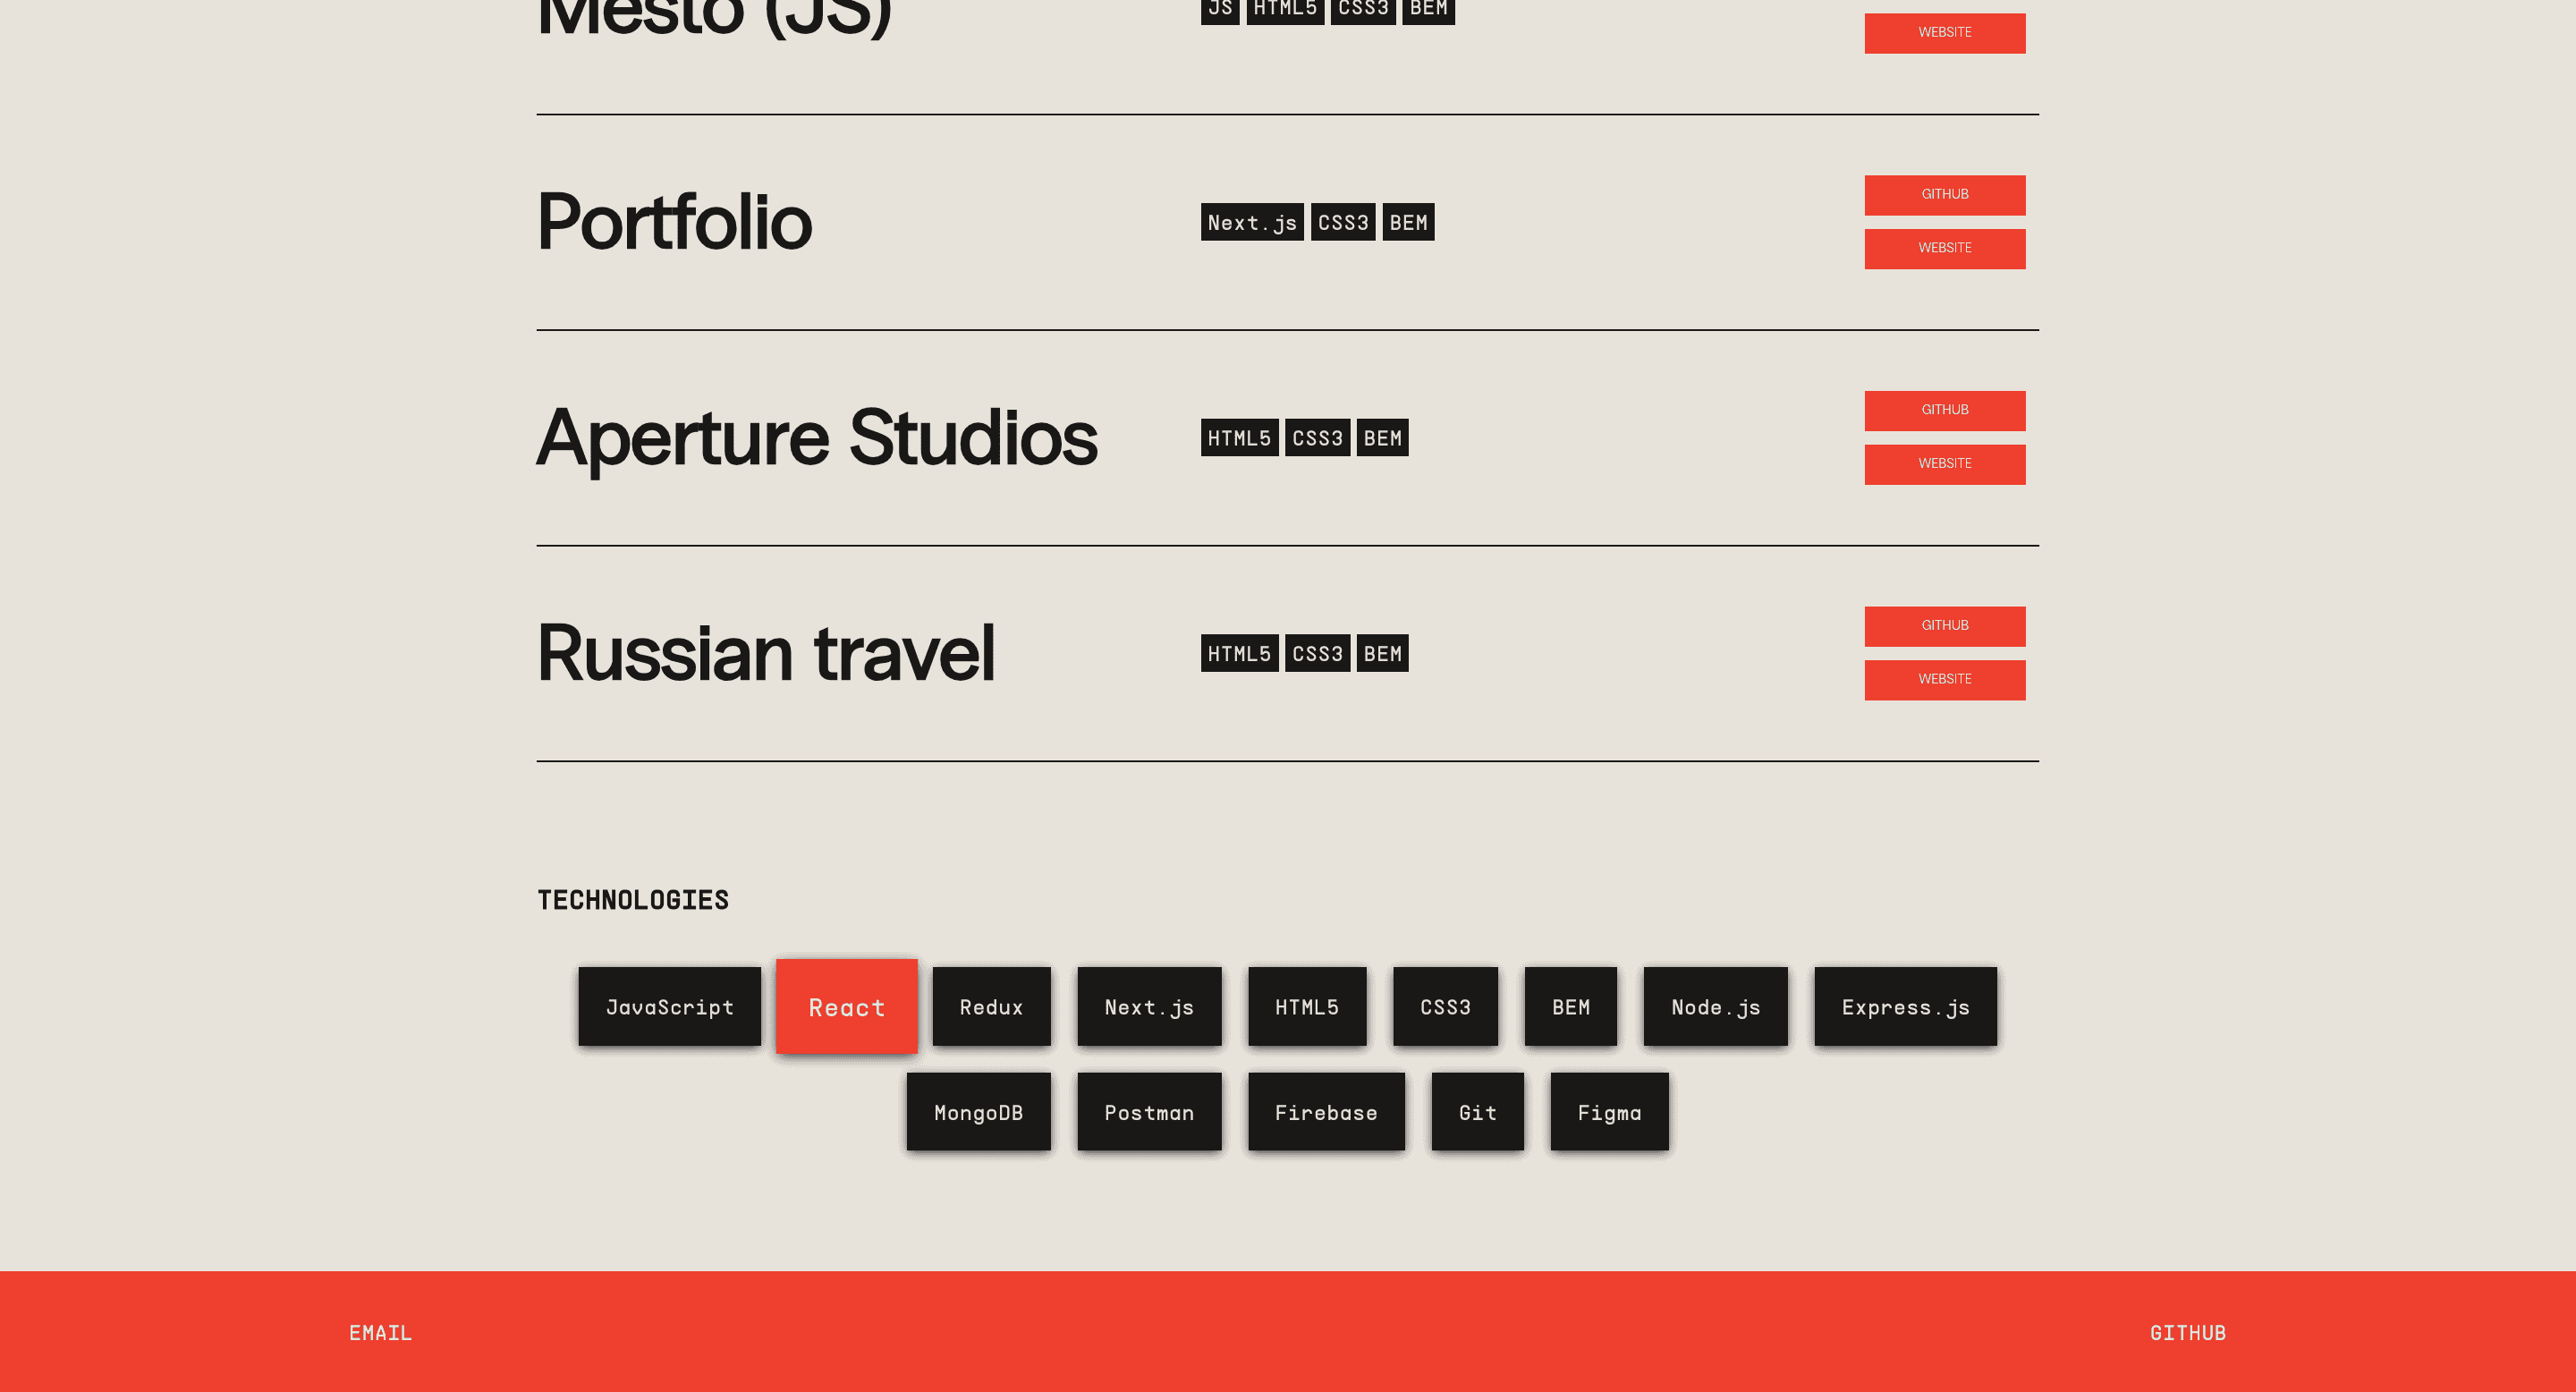 Mesto (JS)
JS HTML5 CSS3 BEM
WEBSITE
Portfolio
Next.js CSS3 BEM
GITHUB
WEBSITE
Aperture Studios
HTML5 CSS3 BEM
GITHUB
WEBSITE
Russian travel
HTML5 CSS3 BEM
GITHUB
WEBSITE
TECHNOLOGIES
JavaScript React Redux Next.js HTML5 CSS3 BEM Node.js Express.js
MongoDB Postman Firebase Git Figma
EMAIL GITHUB